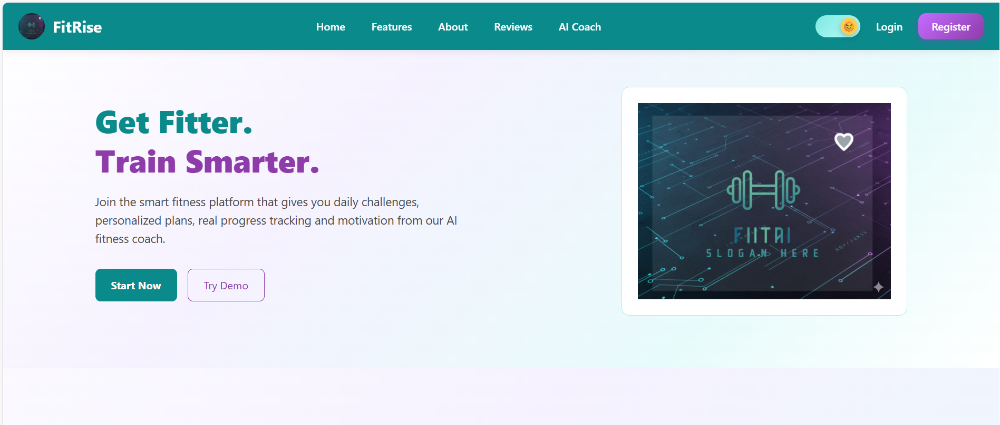 FitRise
Home
Features
About
Reviews
AI Coach
Login
Register
Get Fitter.
Train Smarter.
Join the smart fitness platform that gives you daily challenges,
personalized plans, real progress tracking and motivation from our AI
fitness coach.
Start Now
Try Demo
FIITAI
SLOGAN HERE